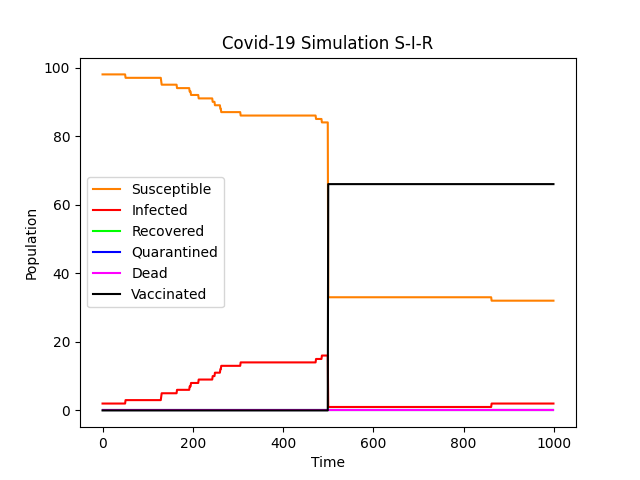 Covid-19 Simulation S-I-R
100
80
60
40
20
0
Population
Susceptible
Infected
Recovered
Quarantined
Dead
Vaccinated
0 200 400 600 800 1000
Time